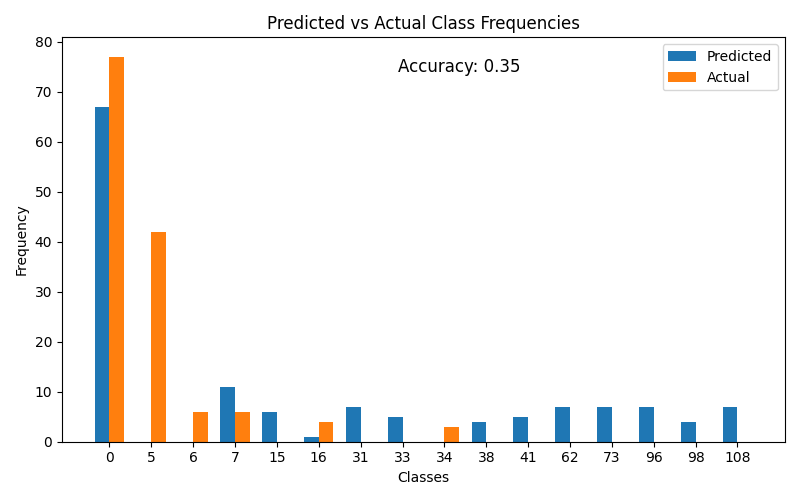 Predicted vs Actual Class Frequencies
Accuracy: 0.35
Predicted
Actual
Frequency
80
70
60
50
40
30
20
10
0
0 5 6 7 15 16 31 33 34 38 41 62 73 96 98 108
Classes